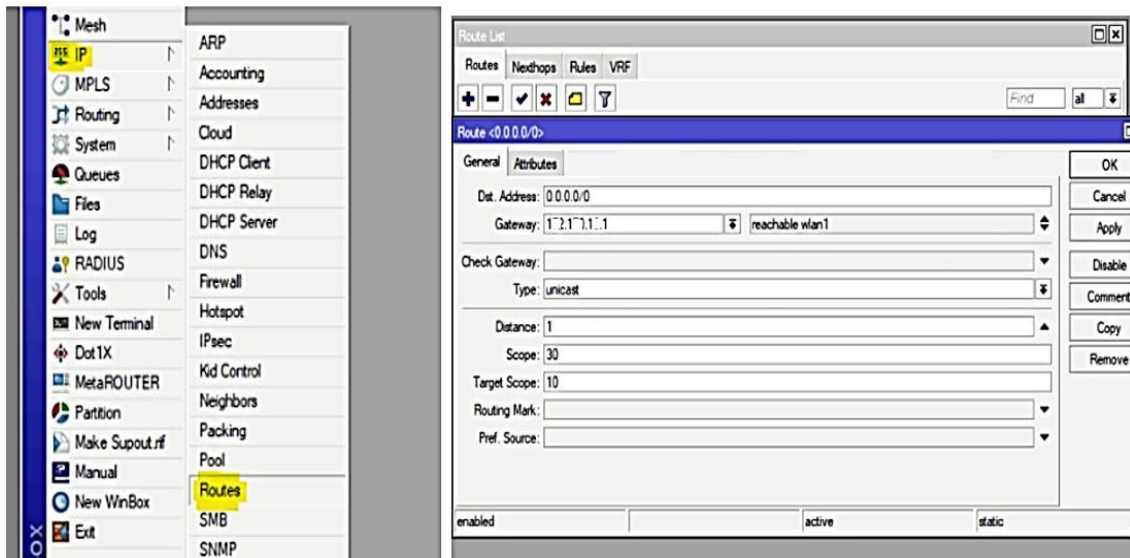 Mesh
IP
MPLS
Routing
System
Queues
Files
Log
RADIUS
Tools
New Terminal
Dot1X
MetaROUTER
Partition
Make Supout.rif
Manual
New WinBox
Exit
ox
ARP
Accounting
Addresses
Cloud
DHCP Client
DHCP Relay
DHCP Server
DNS
Firewall
Hotspot
IPsec
Kid Control
Neighbors
Packing
Pool
Routes
SMB
SNMP
Route List
Routes Nexthops Rules VRF
Find all
Route <0.0.0.0/0>
General Attributes
Dst. Address: 0.0.0.0/0
Gateway: reachable wlan1
Check Gateway:
Type: unicast
Distance: 1
Scope: 30
Target Scope: 10
Routing Mark:
Pref. Source:
OK
Cancel
Apply
Disable
Comment
Copy
Remove
enabled active static